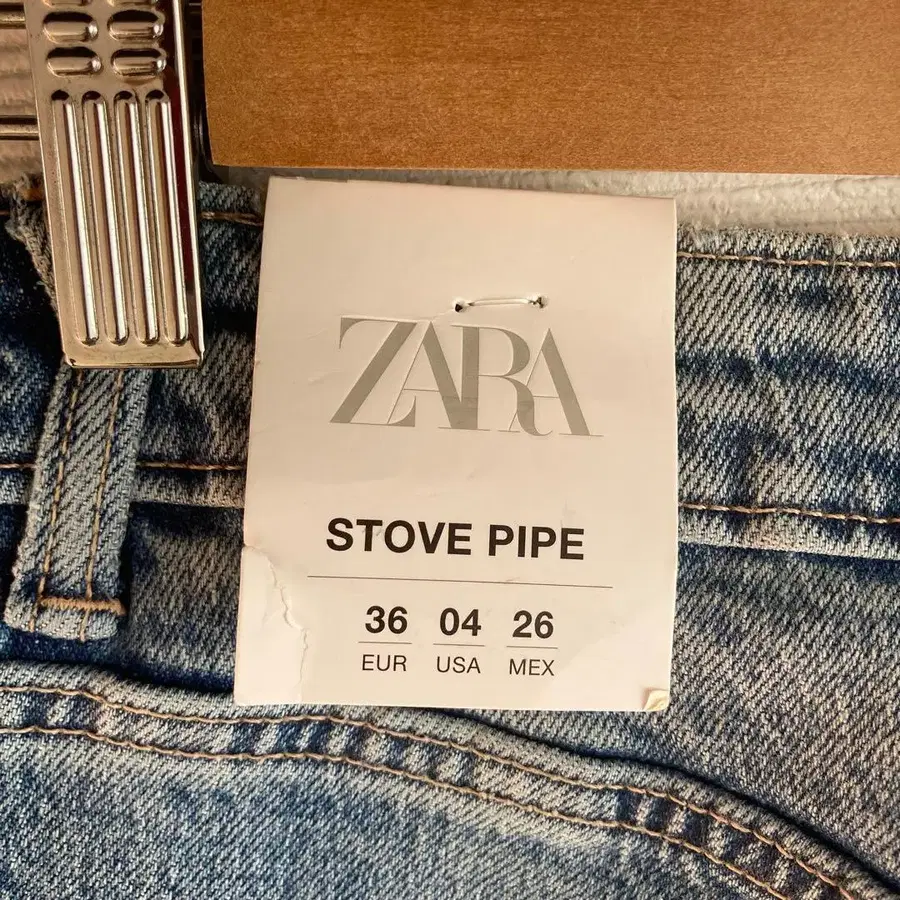 ZARA
STOVE PIPE
36 04 26
EUR USA MEX